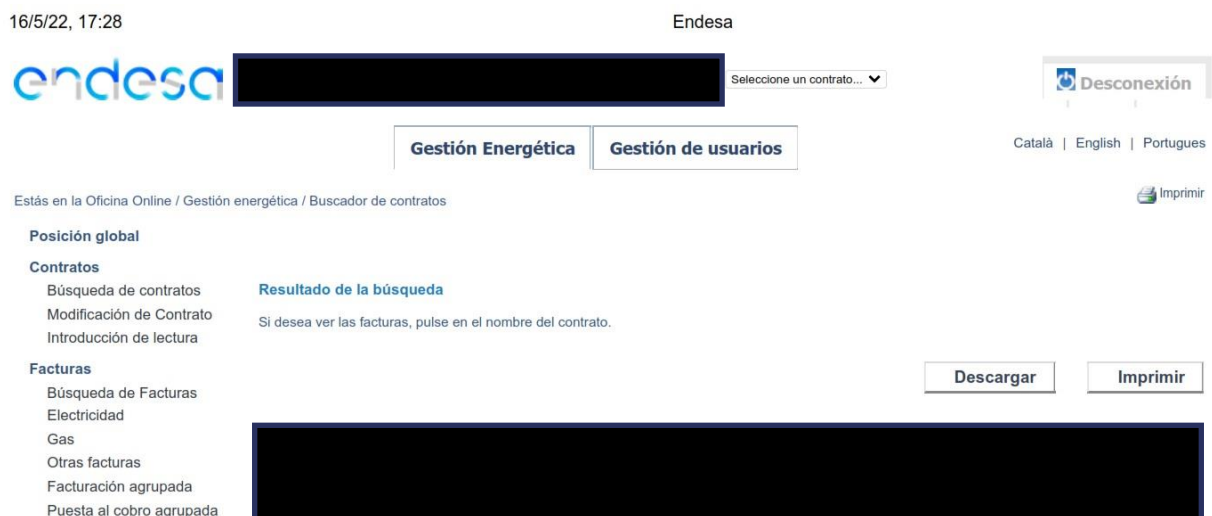 16/5/22, 17:28 Endesa
endesa Seleccione un contrato... Desconexión
Gestión Energética Gestión de usuarios Català | English | Portugues
Estás en la Oficina Online / Gestión energética / Buscador de contratos Imprimir
Posición global
Contratos
Búsqueda de contratos
Resultado de la búsqueda
Modificación de Contrato
Si desea ver las facturas, pulse en el nombre del contrato.
Introducción de lectura
Facturas
Descargar Imprimir
Búsqueda de Facturas
Electricidad
Gas
Otras facturas
Facturación agrupada
Puesta al cobro agrupada